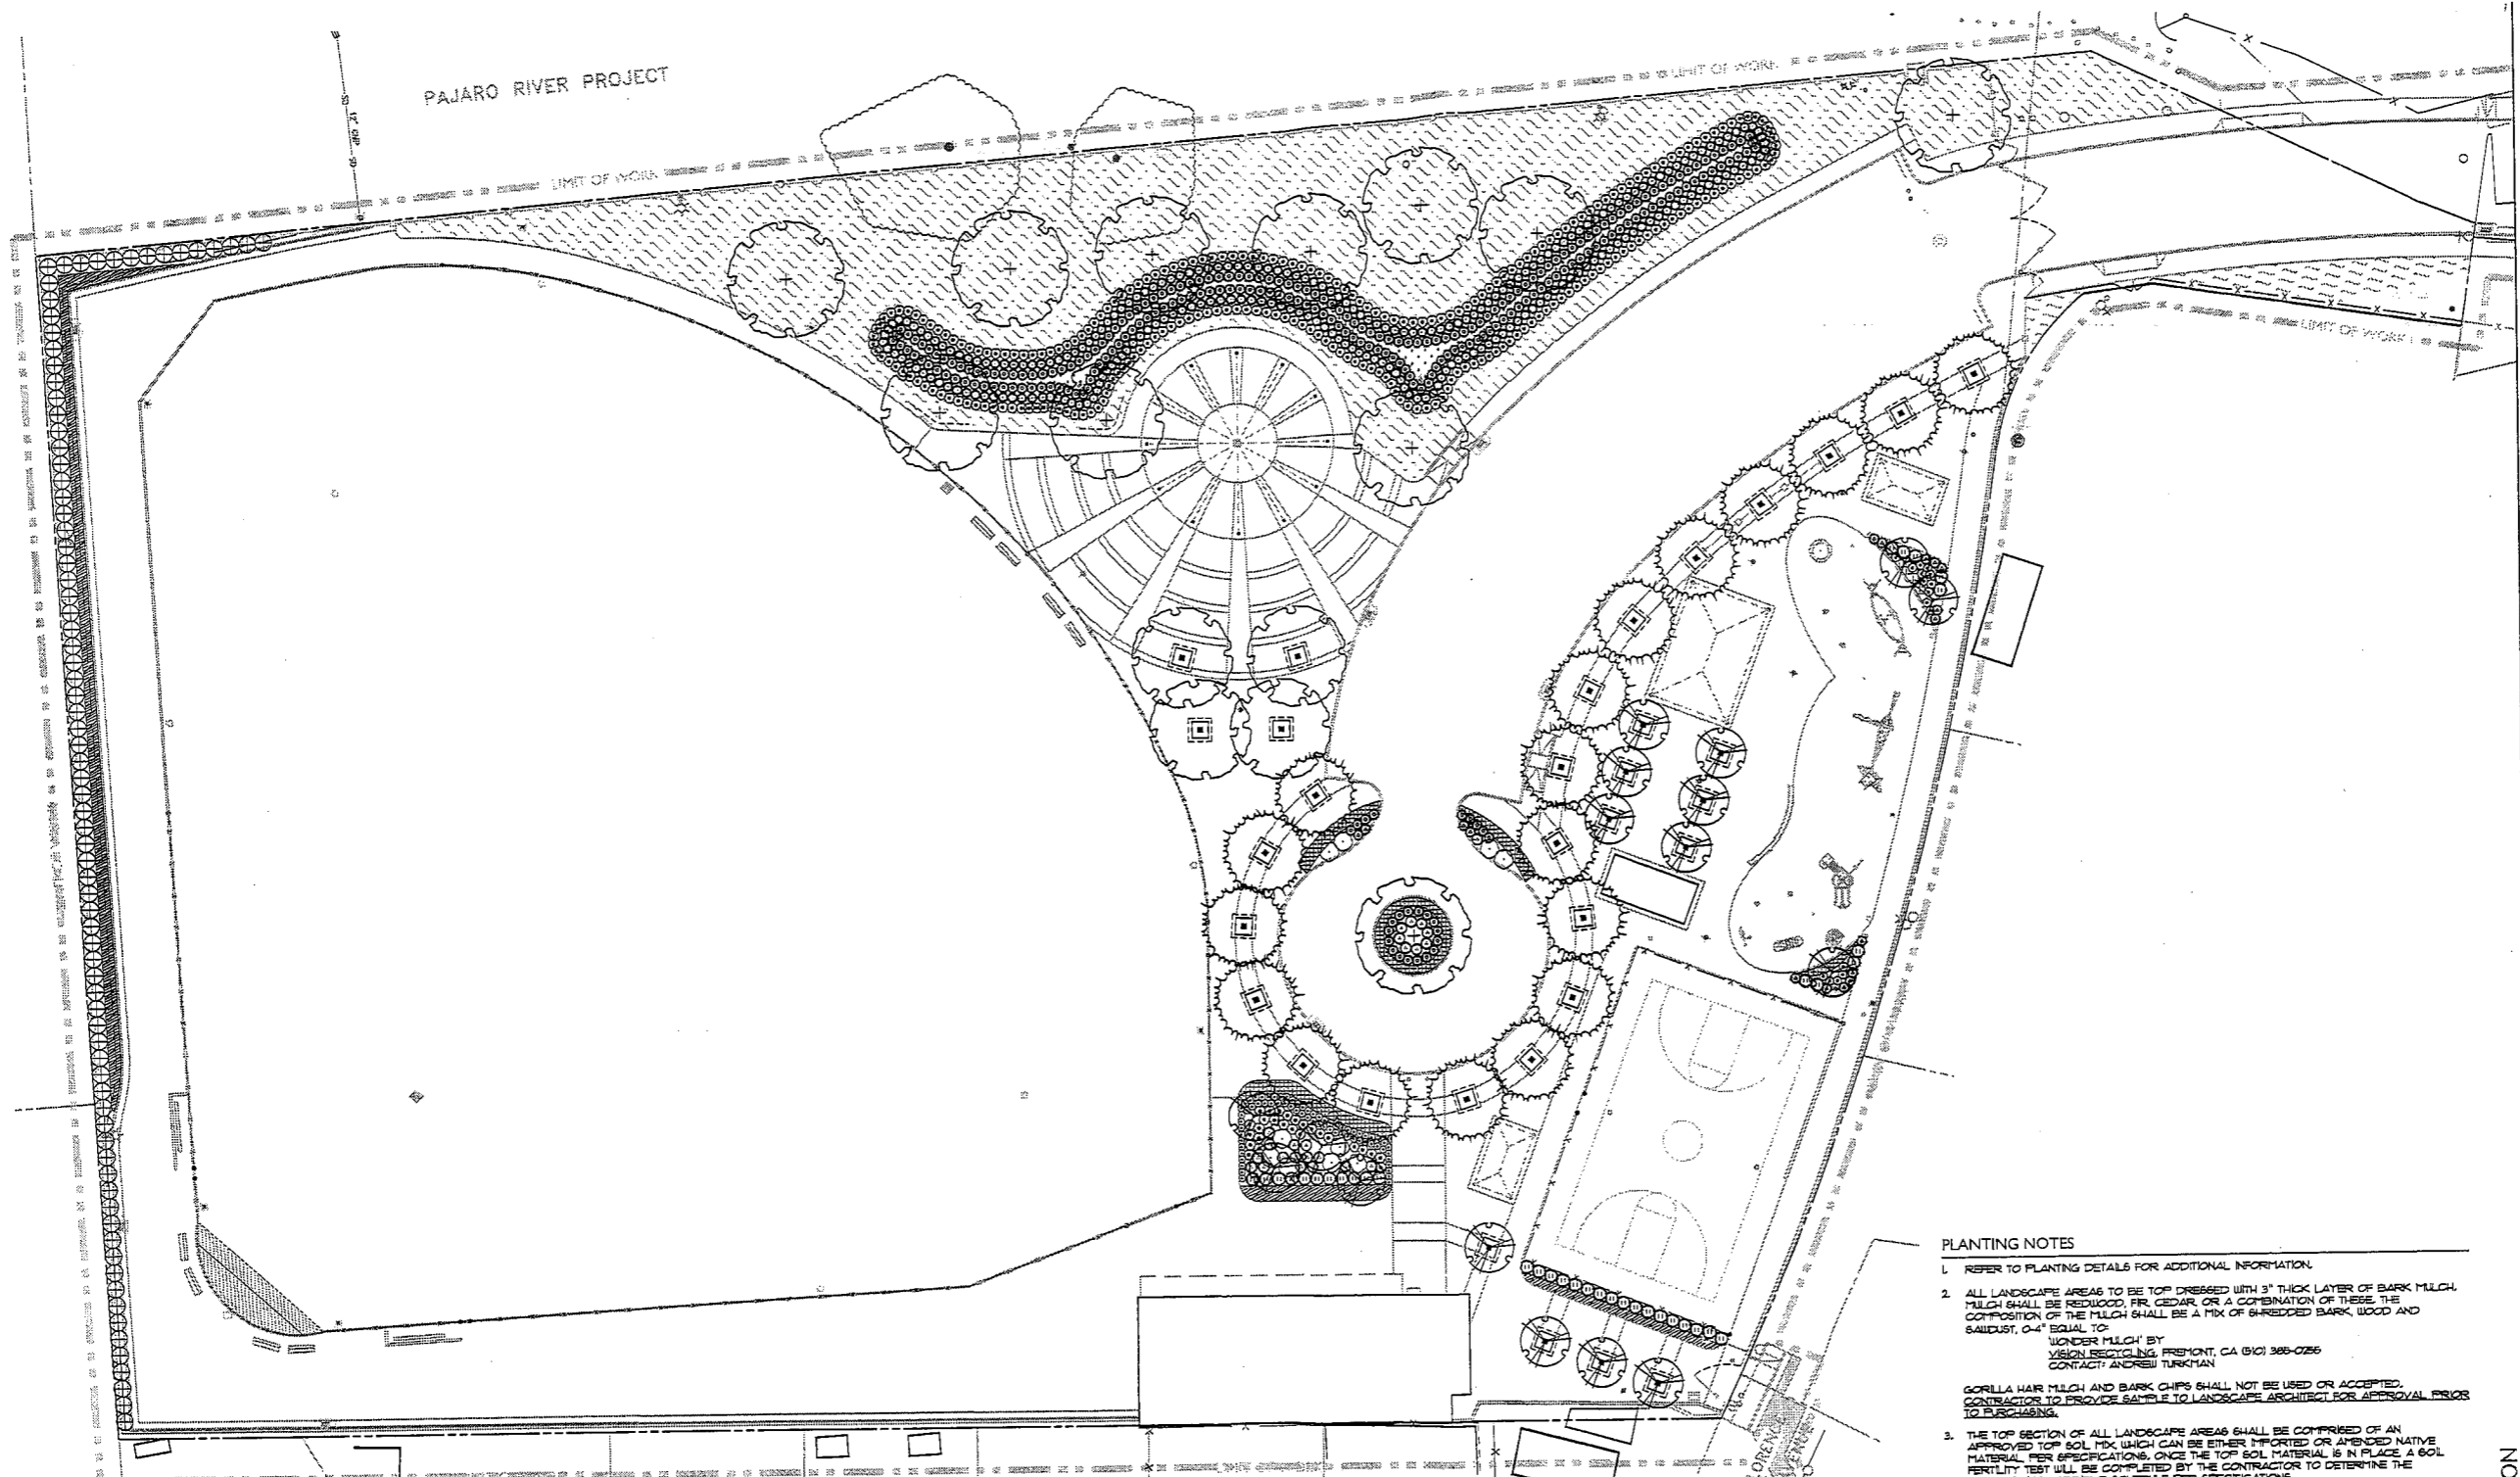 PAJARO RIVER PROJECT
12" CMP
LIMIT OF WORK
LIMIT OF WORK
LIMIT OF WORK
PLANTING NOTES
1. REFER TO PLANTING DETAILS FOR ADDITIONAL INFORMATION.
2. ALL LANDSCAPE AREAS TO BE TOP DRESSED WITH 3" THICK LAYER OF BARK MULCH.
MULCH SHALL BE REDWOOD, FIR, CEDAR, OR A COMBINATION OF THESE. THE
COMPOSITION OF THE MULCH SHALL BE A MIX OF SHREDDED BARK, WOOD AND
SAWDUST, 0-4" EQUAL TO:
'WONDER MULCH' BY
VISION RECYCLING, FREMONT, CA (510)
CONTACT: ANDREW TURKMAN
GORILLA HAIR MULCH AND BARK CHIPS SHALL NOT BE USED OR ACCEPTED.
CONTRACTOR TO PROVIDE SAMPLE TO LANDSCAPE ARCHITECT FOR APPROVAL PRIOR
TO PURCHASING.
3. THE TOP SECTION OF ALL LANDSCAPE AREAS SHALL BE COMPRISED OF AN
APPROVED TOP SOIL MIX, WHICH CAN BE EITHER IMPORTED OR AMENDED NATIVE
MATERIAL, PER SPECIFICATIONS. ONCE THE TOP SOIL MATERIAL IS IN PLACE, A SOIL
FERTILITY TEST WILL BE COMPLETED BY THE CONTRACTOR TO DETERMINE THE